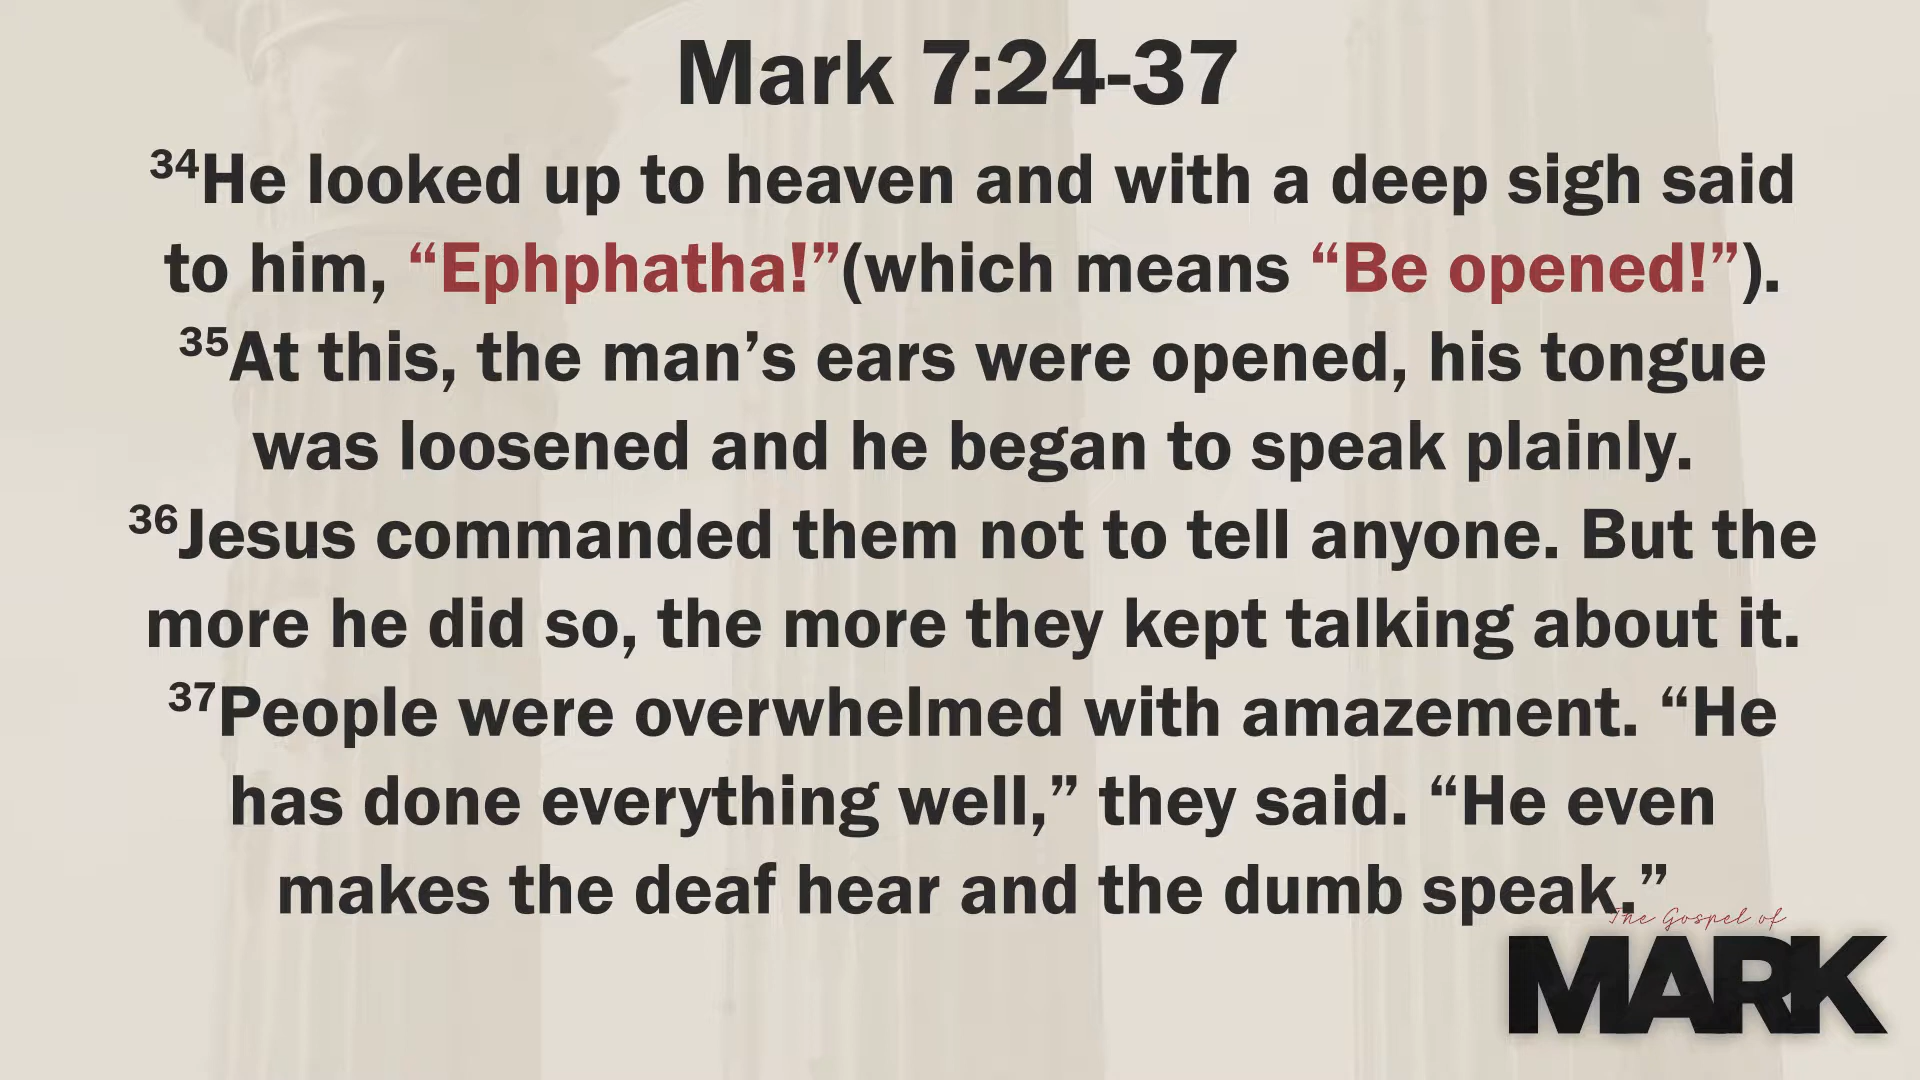 Mark 7:24-37
34He looked up to heaven and with a deep sigh said
to him, “Ephphatha!”(which means “Be opened!”).
35At this, the man’s ears were opened, his tongue
was loosened and he began to speak plainly.
36Jesus commanded them not to tell anyone. But the
more he did so, the more they kept talking about it.
37People were overwhelmed with amazement. “He
has done everything well,” they said. “He even
makes the deaf hear and the dumb speak.”
The Gospel of
MARK